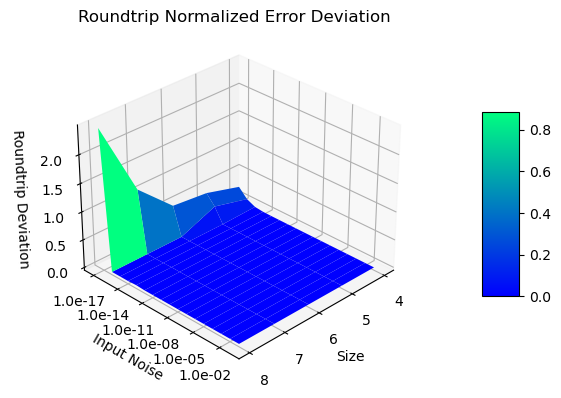 Roundtrip Normalized Error Deviation
Roundtrip Deviation
2.0
1.5
1.0
0.5
0.0
1.0e-17
1.0e-14
1.0e-11
1.0e-08
1.0e-05
1.0e-02
Input Noise
4
5
6
7
8
Size
0.8
0.6
0.4
0.2
0.0